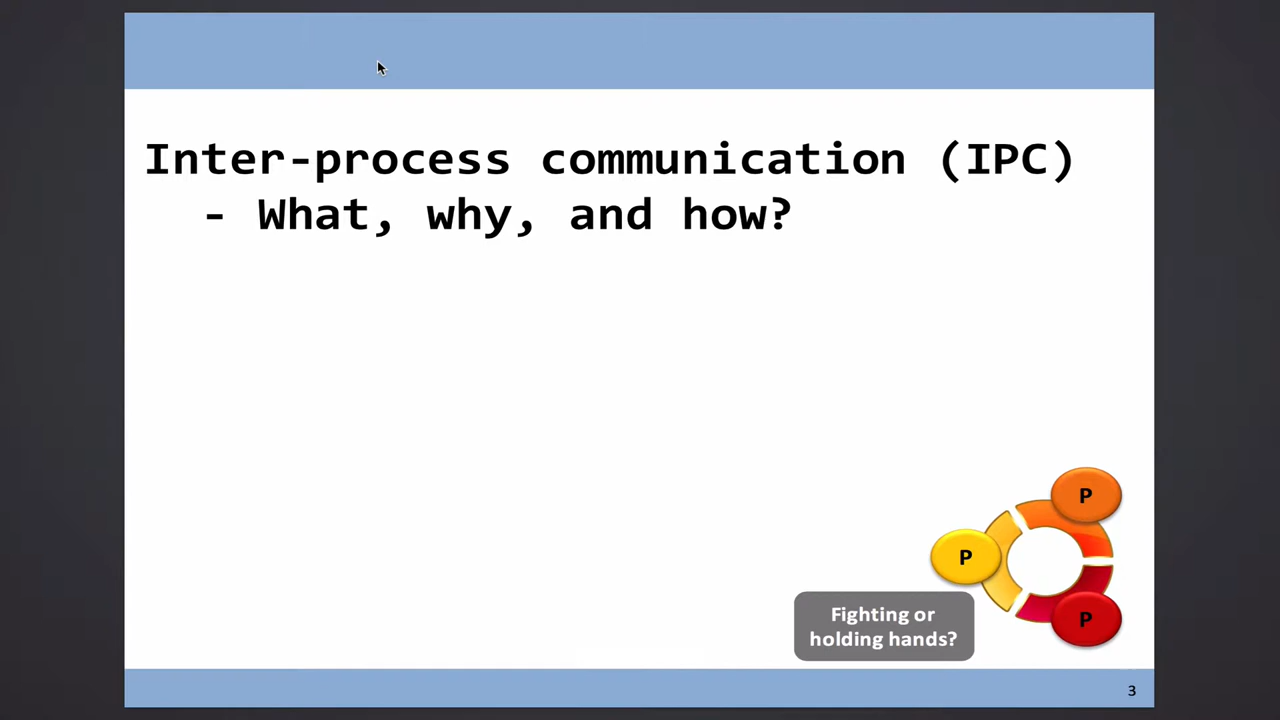 Inter-process communication (IPC)
- What, why, and how?
P
P
P
Fighting or
holding hands?
3